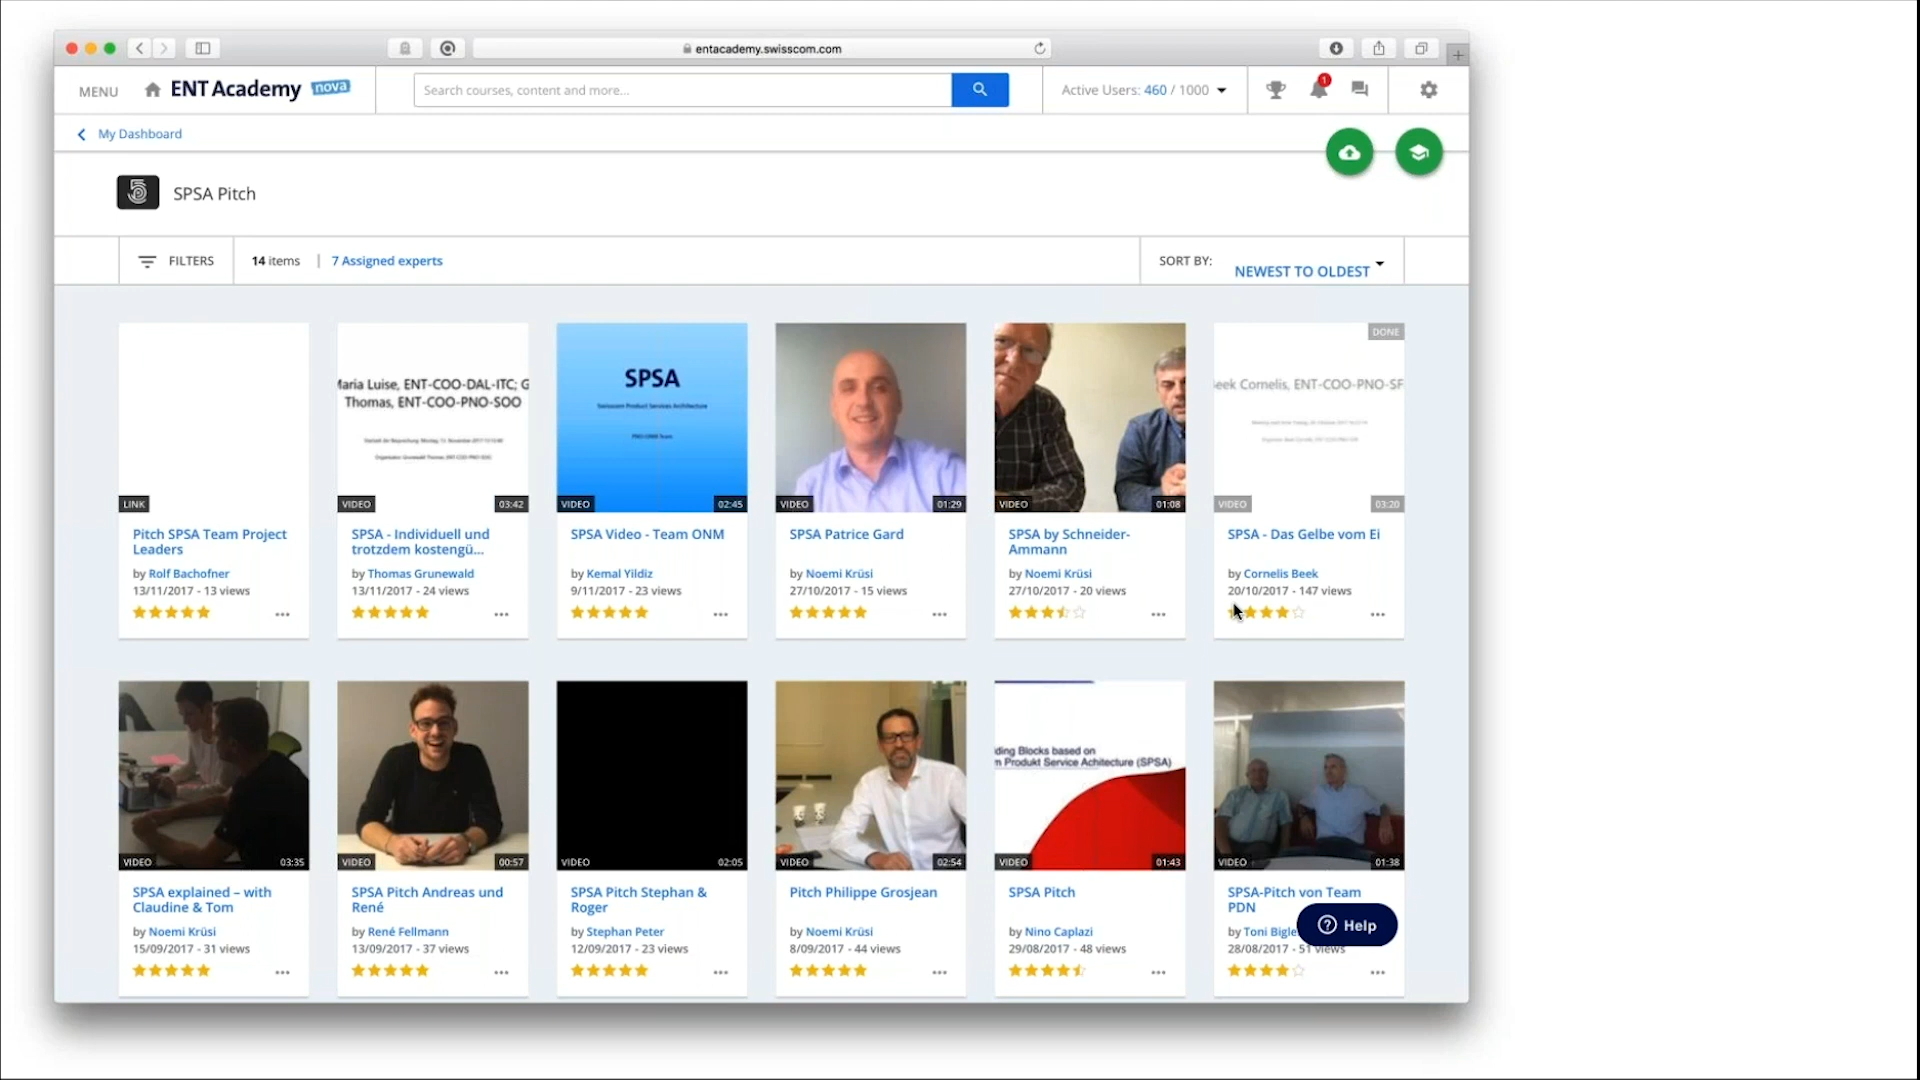 entacademy.swisscom.com
MENU
ENT Academy nova
Search courses, content and more...
Active Users: 460 / 1000
1
My Dashboard
SPSA Pitch
FILTERS
14 items | 7 Assigned experts
SORT BY: NEWEST TO OLDEST
LINK
Pitch SPSA Team Project
Leaders
by Rolf Bachofner
13/11/2017 - 13 views
Maria Luise, ENT-COO-DAL-ITC; G
Thomas, ENT-COO-PNO-SOO
VIDEO 03:42
SPSA - Individuell und
trotzdem kostengü...
by Thomas Grunewald
13/11/2017 - 24 views
SPSA
Swisscom Product Services Architecture
PNO-ONM Team
VIDEO 02:45
SPSA Video - Team ONM
by Kemal Yildiz
9/11/2017 - 23 views
VIDEO 01:29
SPSA Patrice Gard
by Noemi Krüsi
27/10/2017 - 15 views
VIDEO 01:08
SPSA by Schneider-
Ammann
by Noemi Krüsi
27/10/2017 - 20 views
DONE
eek Cornelis, ENT-COO-PNO-SF
VIDEO 03:20
SPSA - Das Gelbe vom Ei
by Cornelis Beek
20/10/2017 - 147 views
VIDEO 03:35
SPSA explained – with
Claudine & Tom
by Noemi Krüsi
15/09/2017 - 31 views
VIDEO 00:57
SPSA Pitch Andreas und
René
by René Fellmann
13/09/2017 - 37 views
VIDEO 02:05
SPSA Pitch Stephan &
Roger
by Stephan Peter
12/09/2017 - 23 views
VIDEO 02:54
Pitch Philippe Grosjean
by Noemi Krüsi
8/09/2017 - 44 views
ding Blocks based on
m Produkt Service Achitecture (SPSA)
VIDEO 01:43
SPSA Pitch
by Nino Caplazi
29/08/2017 - 48 views
VIDEO 01:38
SPSA-Pitch von Team
PDN
by Toni Bigle
28/08/2017 - 51 views
Help